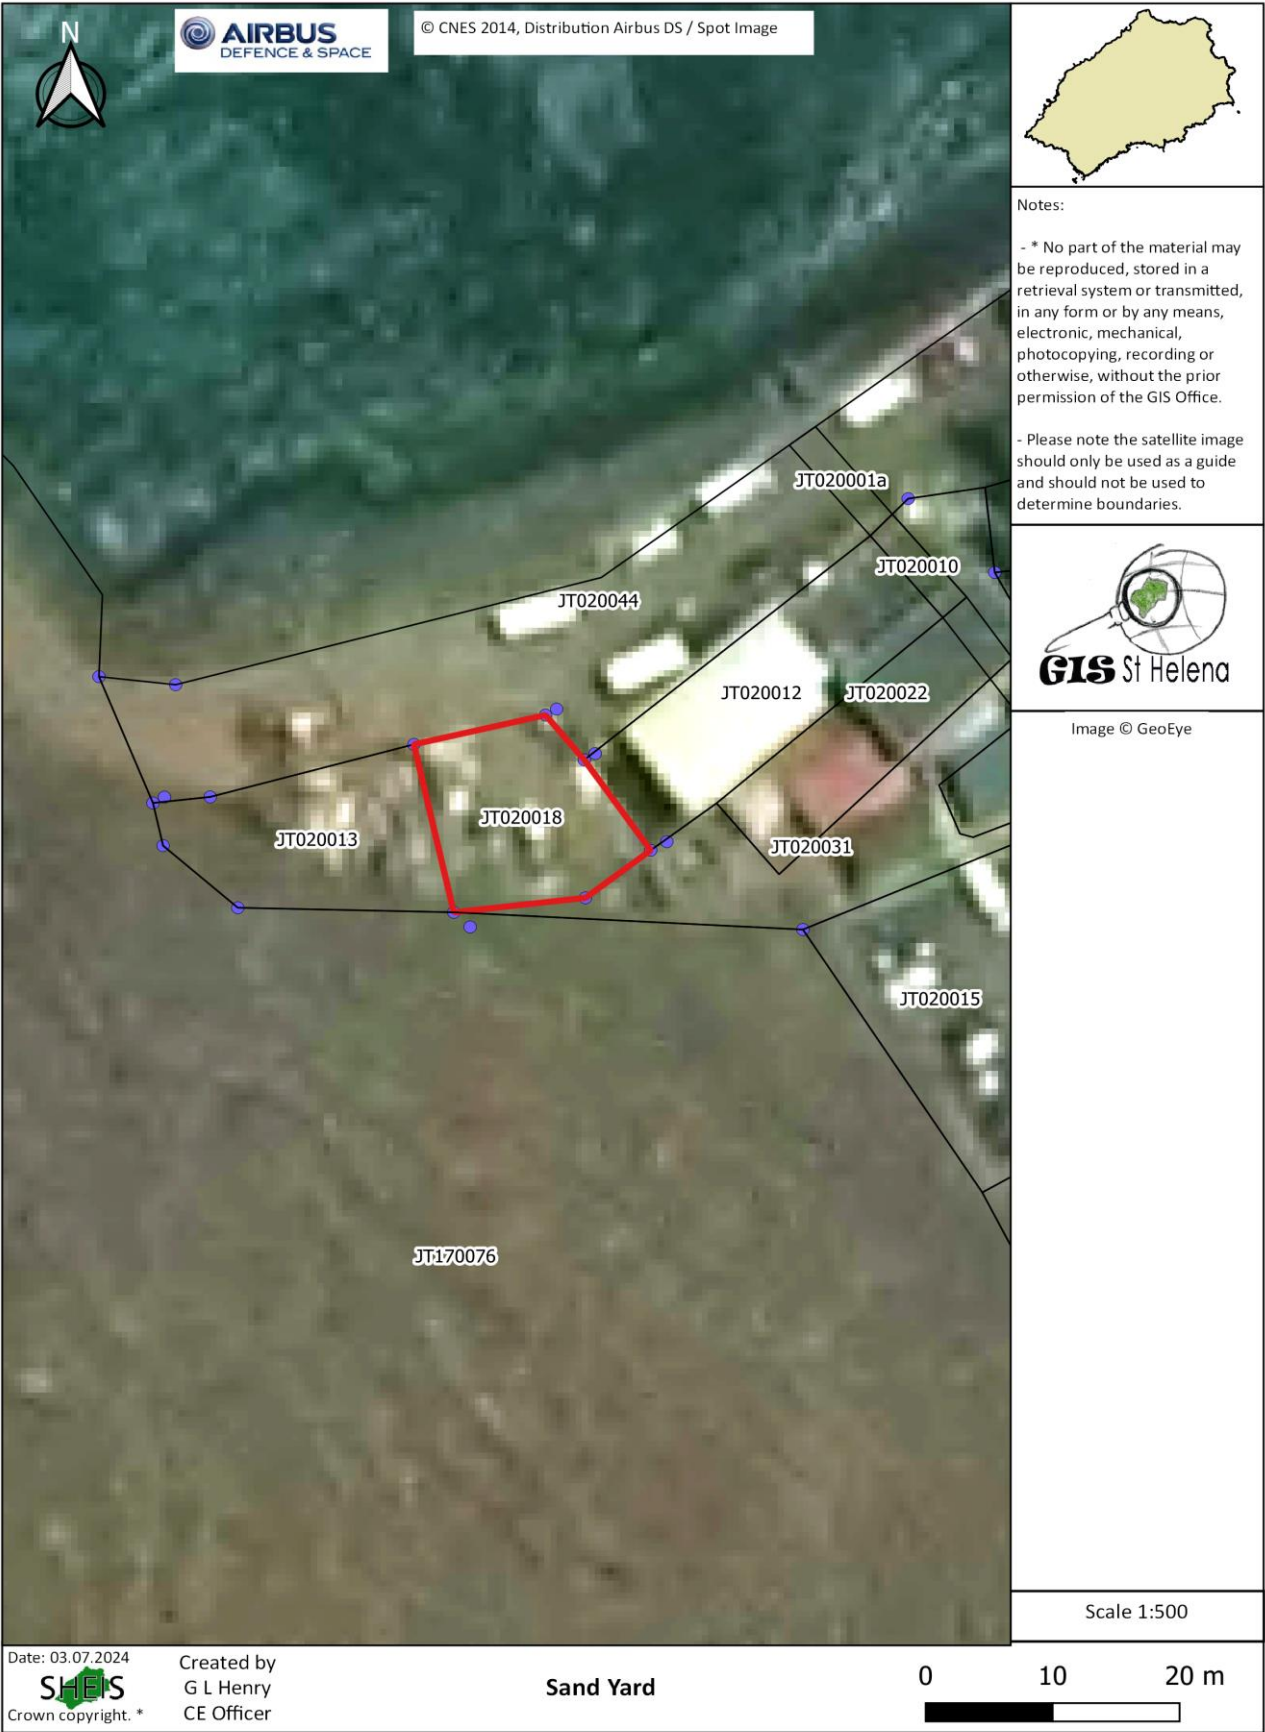 N
AIRBUS
DEFENCE & SPACE
© CNES 2014, Distribution Airbus DS / Spot Image
Notes:
- * No part of the material may
be reproduced, stored in a
retrieval system or transmitted,
in any form or by any means,
electronic, mechanical,
photocopying, recording or
otherwise, without the prior
permission of the GIS Office.
- Please note the satellite image
should only be used as a guide
and should not be used to
determine boundaries.
GIS St Helena
Image © GeoEye
JT020001a
JT020010
JT020044
JT020012
JT020022
JT020018
JT020013
JT020031
JT020015
JT170076
Scale 1:500
Date: 03.07.2024
SHEIS
Crown copyright. *
Created by
G L Henry
CE Officer
Sand Yard
0 10 20 m